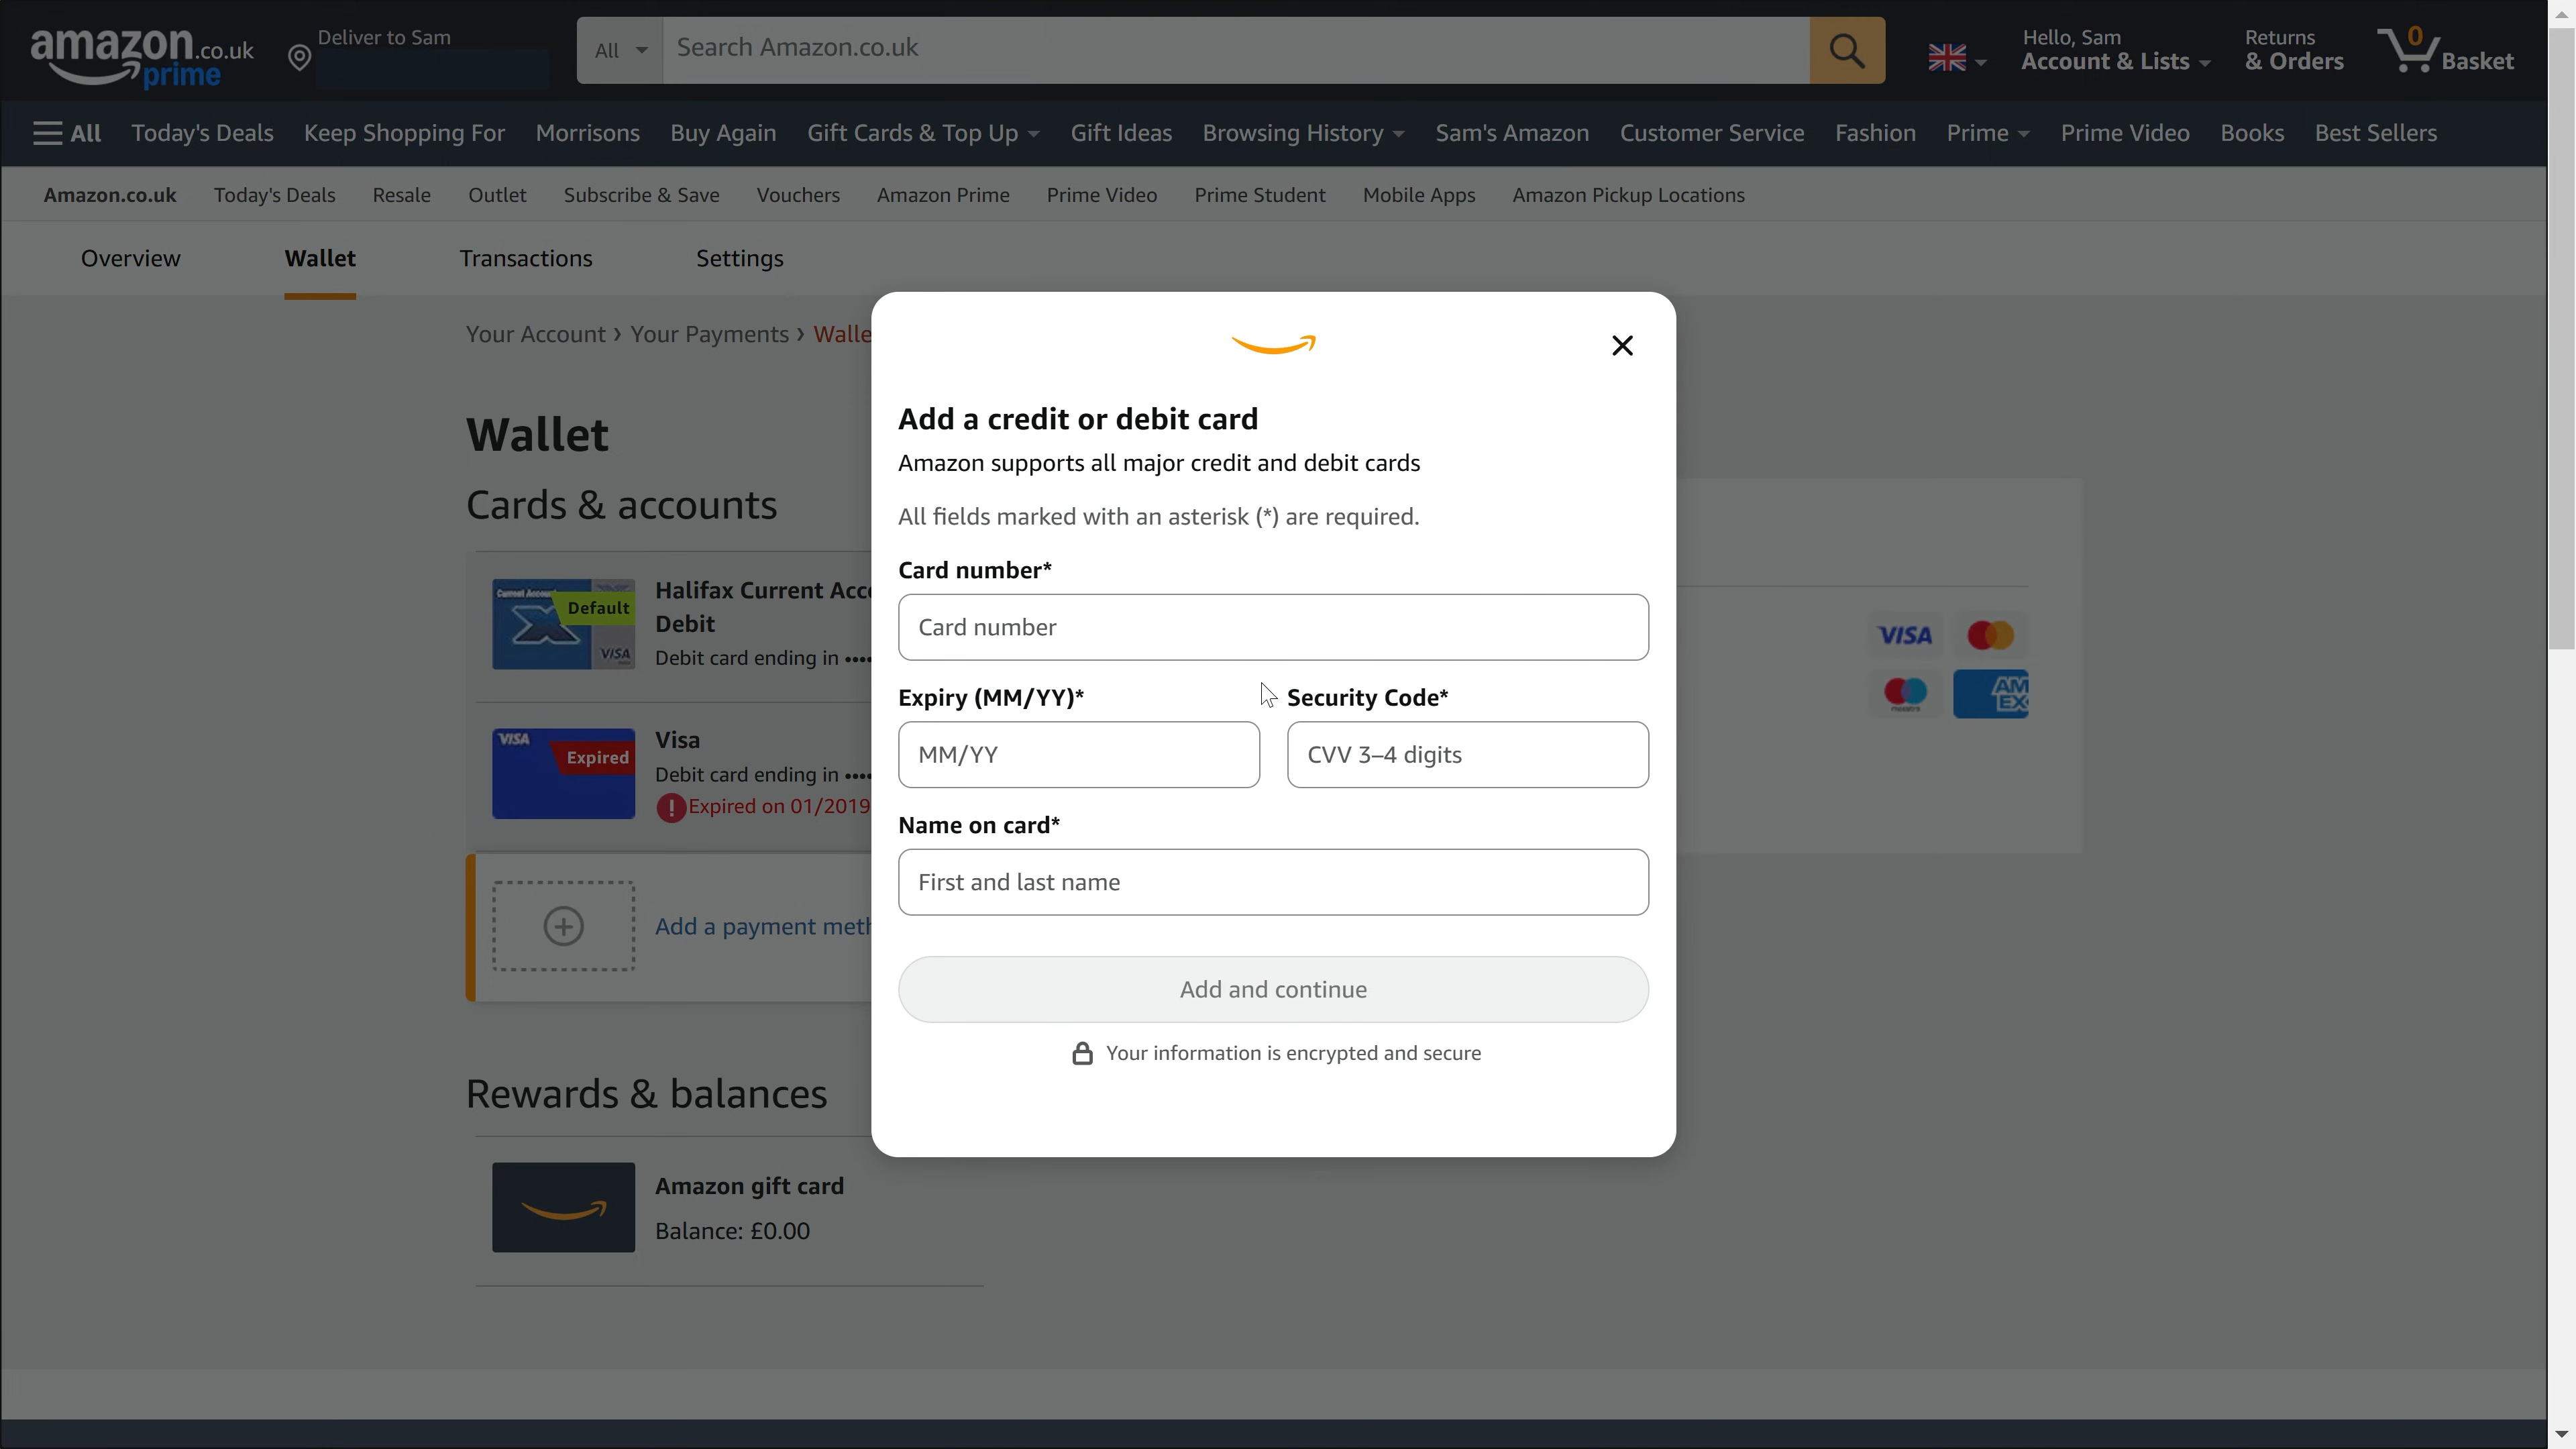 amazon.co.uk
prime
Deliver to Sam
All
Search Amazon.co.uk
Hello, Sam
Account & Lists
Returns
& Orders
0
Basket
All
Today's Deals
Keep Shopping For
Morrisons
Buy Again
Gift Cards & Top Up
Gift Ideas
Browsing History
Sam's Amazon
Customer Service
Fashion
Prime
Prime Video
Books
Best Sellers
Amazon.co.uk
Today's Deals
Resale
Outlet
Subscribe & Save
Vouchers
Amazon Prime
Prime Video
Prime Student
Mobile Apps
Amazon Pickup Locations
Overview
Wallet
Transactions
Settings
Your Account › Your Payments › Walle
Wallet
Cards & accounts
Current Account
Default
VISA
Halifax Current Acc
Debit
Debit card ending in ••••
VISA
Expired
Visa
Debit card ending in ••••
Expired on 01/2019
Add a payment meth
Rewards & balances
Amazon gift card
Balance: £0.00
Add a credit or debit card
Amazon supports all major credit and debit cards
All fields marked with an asterisk (*) are required.
Card number*
Card number
Expiry (MM/YY)*
Security Code*
MM/YY
CVV 3–4 digits
Name on card*
First and last name
Add and continue
Your information is encrypted and secure
VISA
maestro
AM
EX